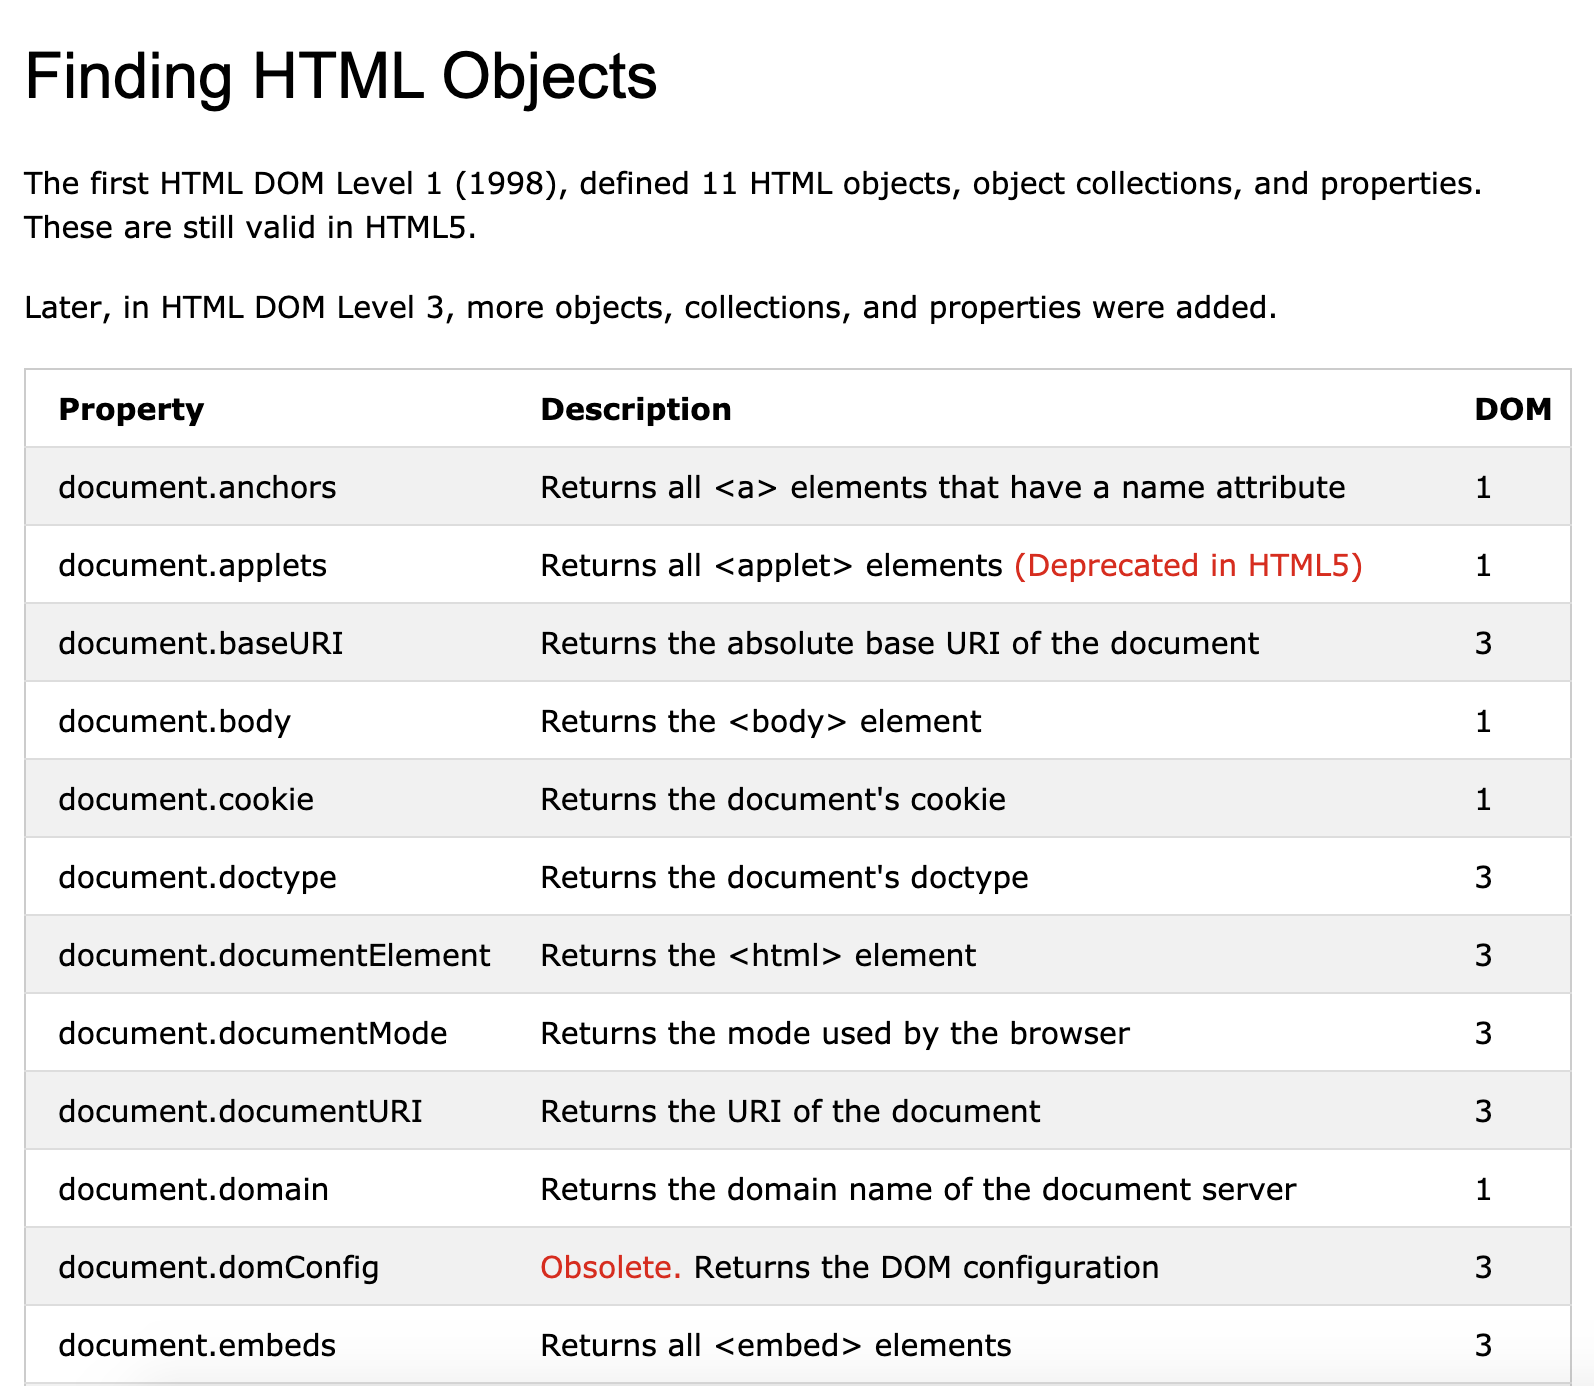 Finding HTML Objects
The first HTML DOM Level 1 (1998), defined 11 HTML objects, object collections, and properties.
These are still valid in HTML5.
Later, in HTML DOM Level 3, more objects, collections, and properties were added.
Property Description DOM
document.anchors Returns all <a> elements that have a name attribute 1
document.applets Returns all <applet> elements (Deprecated in HTML5) 1
document.baseURI Returns the absolute base URI of the document 3
document.body Returns the <body> element 1
document.cookie Returns the document's cookie 1
document.doctype Returns the document's doctype 3
document.documentElement Returns the <html> element 3
document.documentMode Returns the mode used by the browser 3
document.documentURI Returns the URI of the document 3
document.domain Returns the domain name of the document server 1
document.domConfig Obsolete. Returns the DOM configuration 3
document.embeds Returns all <embed> elements 3